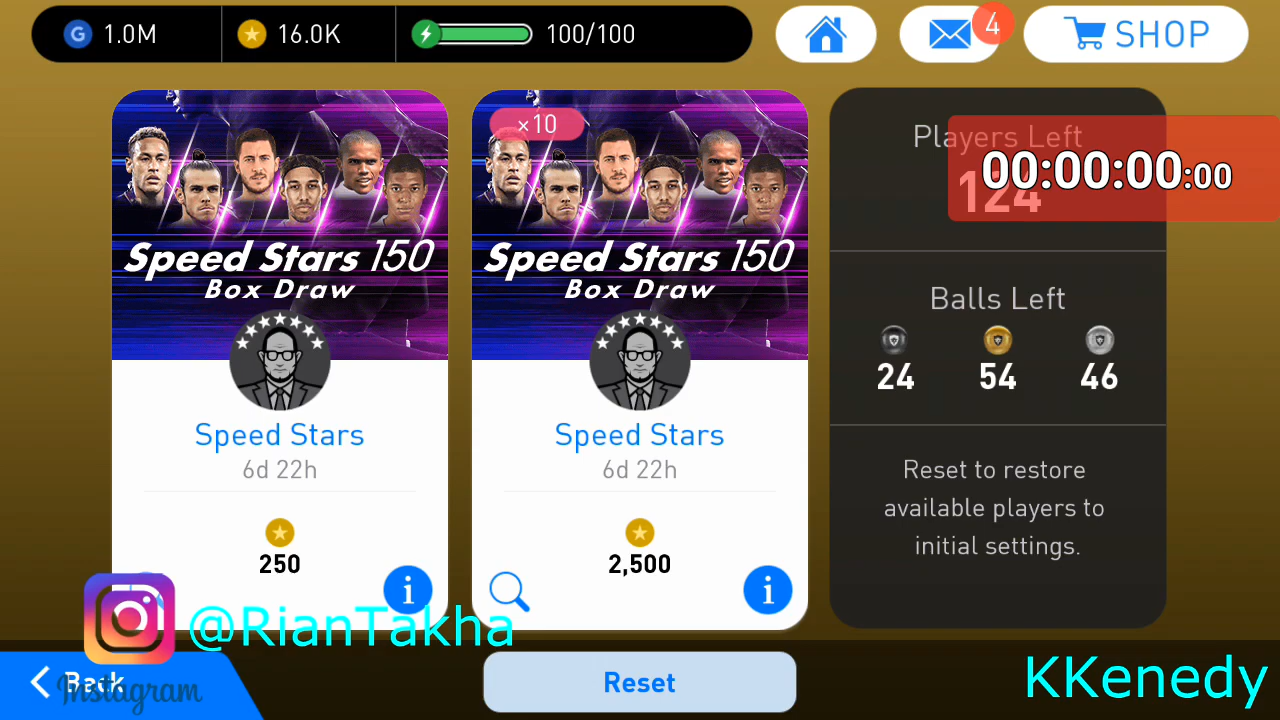 G 1.0M
16.0K
100/100
4
SHOP
Speed Stars 150
Box Draw
Speed Stars
6d 22h
250
i
×10
Speed Stars 150
Box Draw
Speed Stars
6d 22h
2,500
i
Players Left
124
00:00:00:00
Balls Left
24
54
46
Reset to restore
available players to
initial settings.
@RianTakha
Instagram
Back
Reset
KKenedy